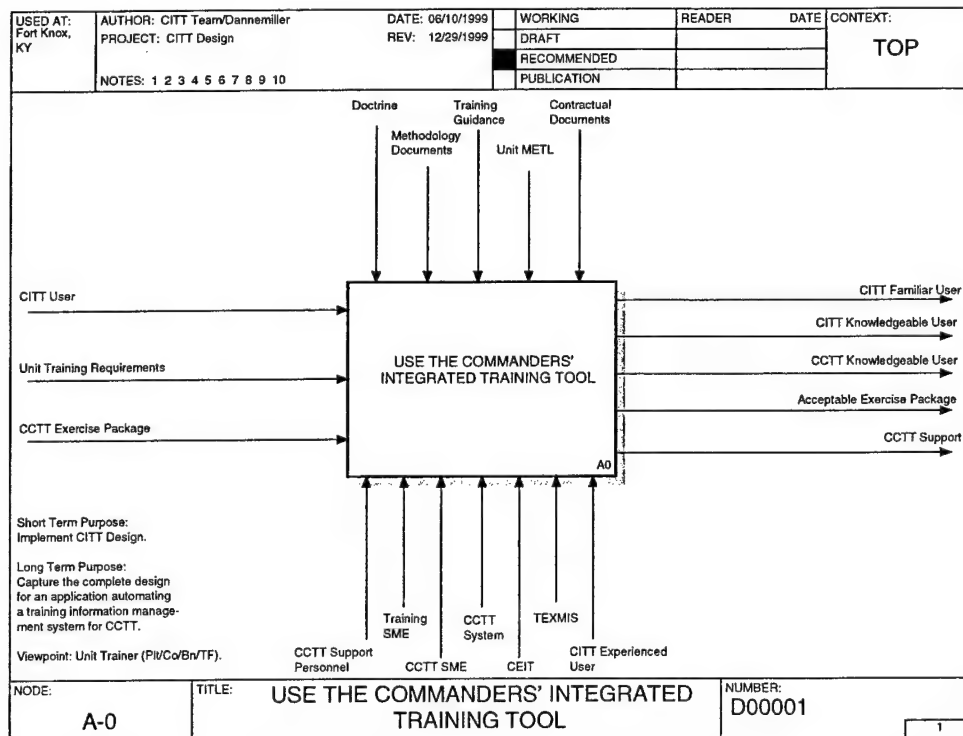 USED AT:
Fort Knox,
KY
AUTHOR: CITT Team/Dannemiller
PROJECT: CITT Design
NOTES: 1 2 3 4 5 6 7 8 9 10
DATE: 06/10/1999
REV: 12/29/1999
WORKING
DRAFT
RECOMMENDED
PUBLICATION
READER DATE
CONTEXT:
TOP
Doctrine
Methodology
Documents
Training
Guidance
Unit METL
Contractual
Documents
CITT User
Unit Training Requirements
CCTT Exercise Package
USE THE COMMANDERS'
INTEGRATED TRAINING TOOL
A0
CITT Familiar User
CITT Knowledgeable User
CCTT Knowledgeable User
Acceptable Exercise Package
CCTT Support
Short Term Purpose:
Implement CITT Design.
Long Term Purpose:
Capture the complete design
for an application automating
a training information manage-
ment system for CCTT.
Viewpoint: Unit Trainer (Plt/Co/Bn/TF).
CCTT Support
Personnel
Training
SME
CCTT SME
CCTT
System
CEIT
TEXMIS
CITT Experienced
User
NODE:
A-0
TITLE:
USE THE COMMANDERS' INTEGRATED
TRAINING TOOL
NUMBER:
D00001
1